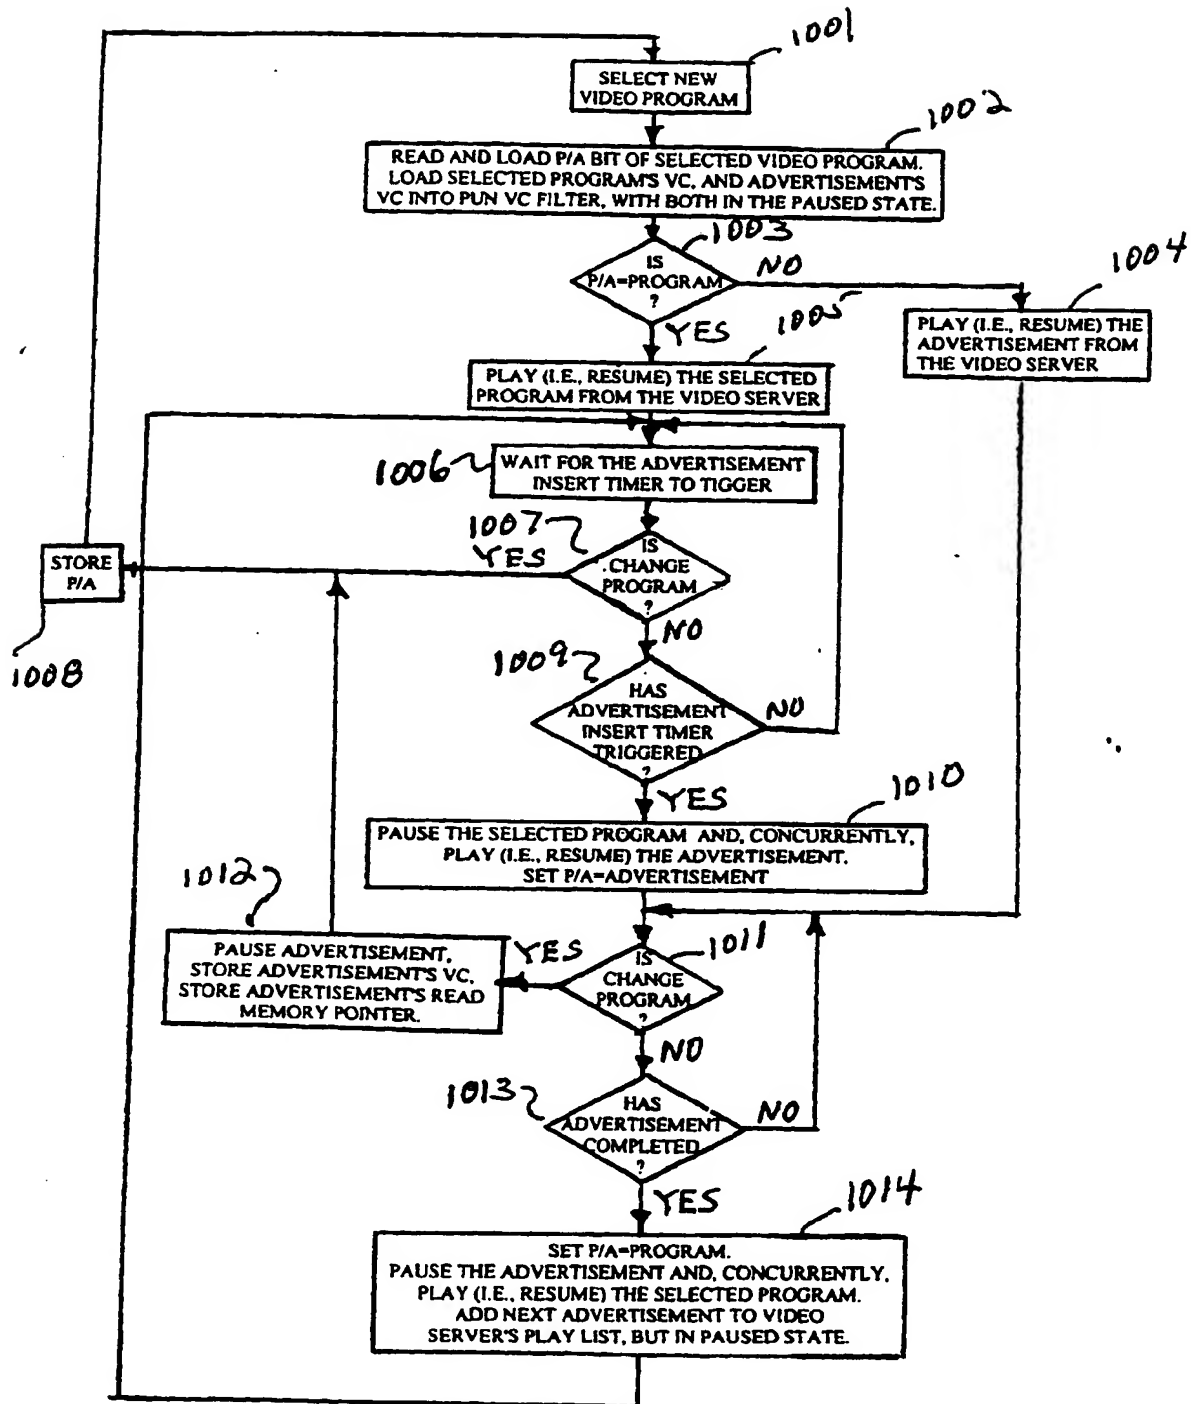 1001
SELECT NEW
VIDEO PROGRAM
1002
READ AND LOAD P/A BIT OF SELECTED VIDEO PROGRAM.
LOAD SELECTED PROGRAM'S VC, AND ADVERTISEMENT'S
VC INTO PUN VC FILTER, WITH BOTH IN THE PAUSED STATE.
1003
IS
P/A=PROGRAM
?
NO
1004
YES
1005
PLAY (I.E., RESUME) THE
ADVERTISEMENT FROM
THE VIDEO SERVER
PLAY (I.E., RESUME) THE SELECTED
PROGRAM FROM THE VIDEO SERVER
1006
WAIT FOR THE ADVERTISEMENT
INSERT TIMER TO TIGGER
1007
YES
IS
CHANGE
PROGRAM
?
STORE
P/A
1008
NO
1009
HAS
ADVERTISEMENT
INSERT TIMER
TRIGGERED
?
NO
YES
1010
PAUSE THE SELECTED PROGRAM AND, CONCURRENTLY,
PLAY (I.E., RESUME) THE ADVERTISEMENT.
SET P/A=ADVERTISEMENT
1012
PAUSE ADVERTISEMENT,
STORE ADVERTISEMENT'S VC,
STORE ADVERTISEMENT'S READ
MEMORY POINTER.
YES
1011
IS
CHANGE
PROGRAM
?
NO
1013
HAS
ADVERTISEMENT
COMPLETED
?
NO
YES
1014
SET P/A=PROGRAM.
PAUSE THE ADVERTISEMENT AND, CONCURRENTLY,
PLAY (I.E., RESUME) THE SELECTED PROGRAM.
ADD NEXT ADVERTISEMENT TO VIDEO
SERVER'S PLAY LIST, BUT IN PAUSED STATE.